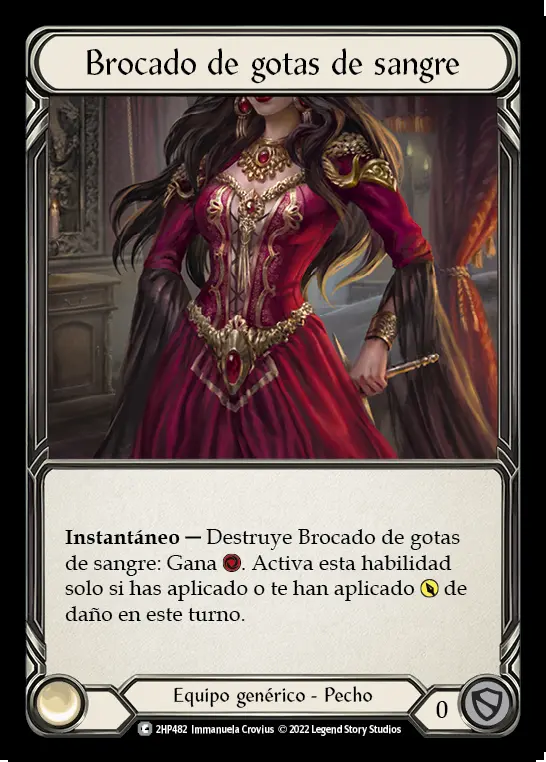 Brocado de gotas de sangre
Instantáneo — Destruye Brocado de gotas
de sangre: Gana . Activa esta habilidad
solo si has aplicado o te han aplicado de
daño en este turno.
Equipo genérico - Pecho
0
C 2HP482 Immanuela Crovius © 2022 Legend Story Studios